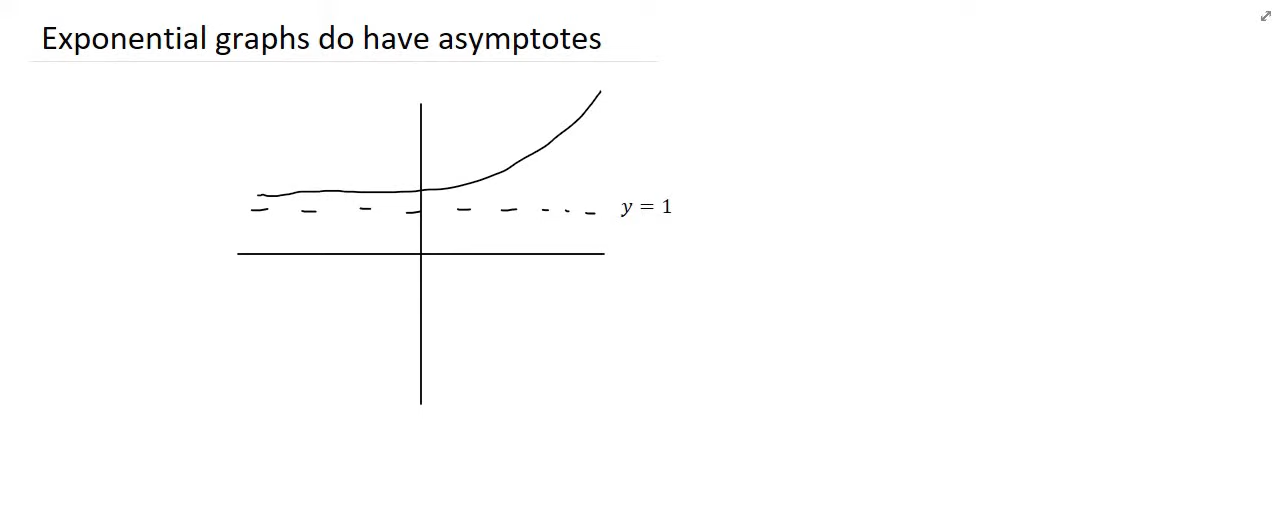 Exponential graphs do have asymptotes
y = 1